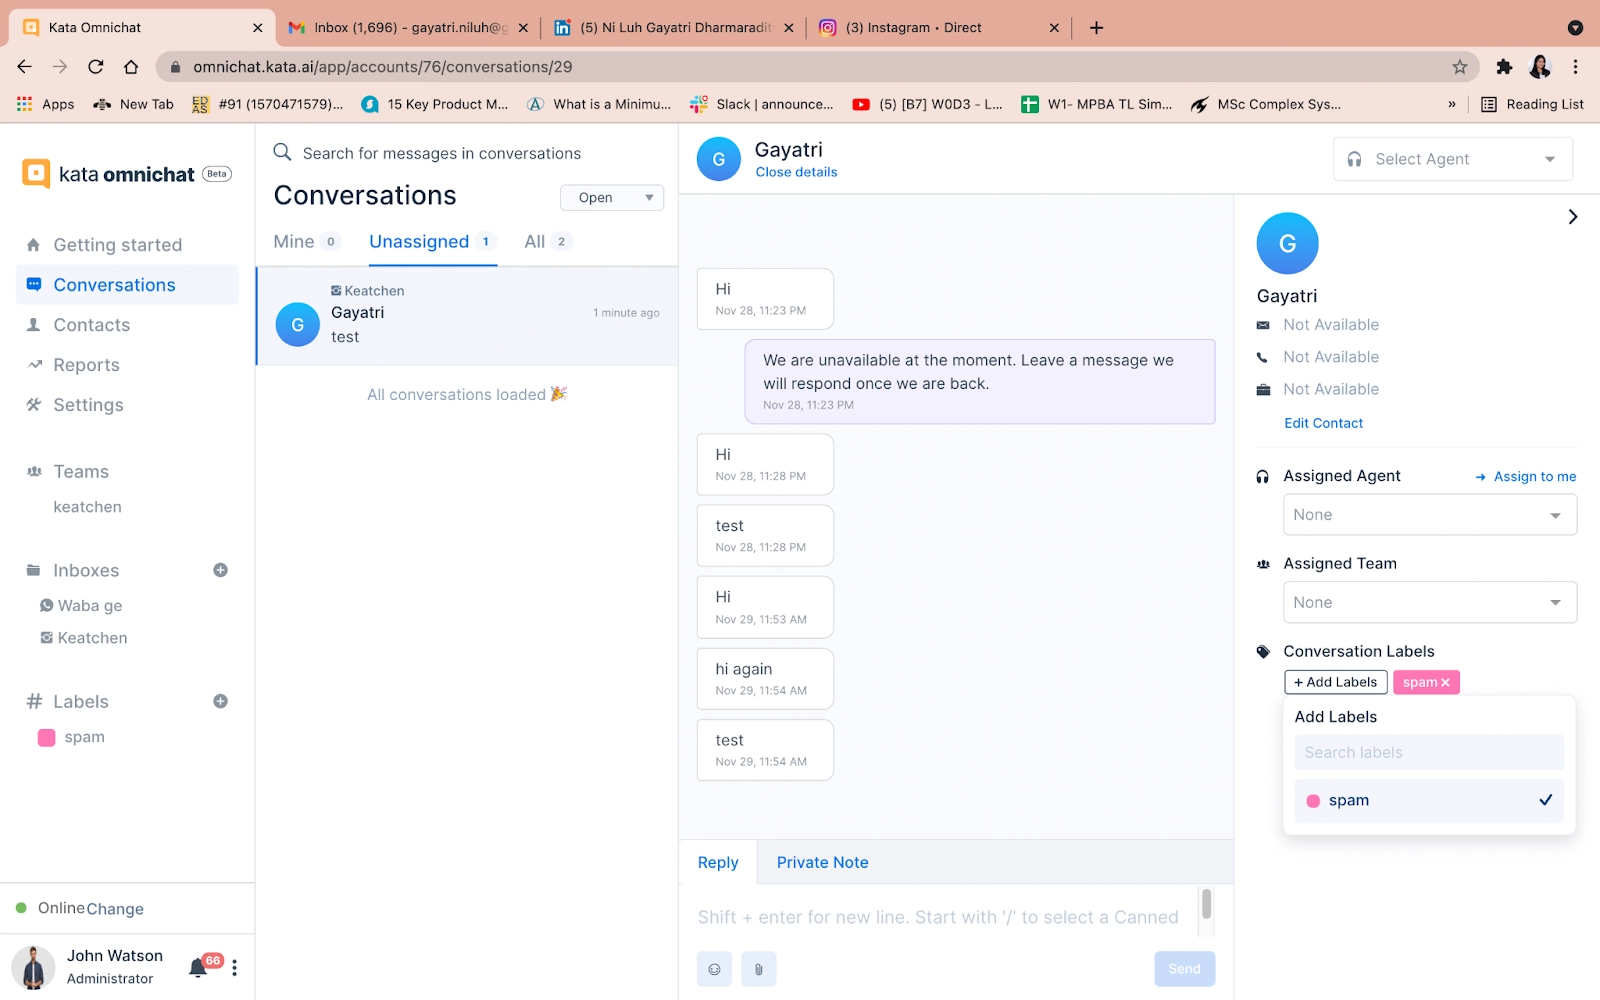 Kata Omnichat
Inbox (1,696) - gayatri.niluh@g
(5) Ni Luh Gayatri Dharmaradit
(3) Instagram • Direct
omnichat.kata.ai/app/accounts/76/conversations/29
Apps
New Tab
#91 (1570471579)...
15 Key Product M...
What is a Minimu...
Slack | announce...
(5) [B7] W0D3 - L...
W1- MPBA TL Sim...
MSc Complex Sys...
»
Reading List
kata omnichat
Beta
Getting started
Conversations
Contacts
Reports
Settings
Teams
keatchen
Inboxes
Waba ge
Keatchen
Labels
spam
Online Change
John Watson
Administrator
66
Search for messages in conversations
Conversations
Open
Mine 0
Unassigned 1
All 2
Keatchen
Gayatri
1 minute ago
test
G
All conversations loaded 🎉
G
Gayatri
Close details
Select Agent
Hi
Nov 28, 11:23 PM
We are unavailable at the moment. Leave a message we
will respond once we are back.
Nov 28, 11:23 PM
Hi
Nov 28, 11:28 PM
test
Nov 28, 11:28 PM
Hi
Nov 29, 11:53 AM
hi again
Nov 29, 11:54 AM
test
Nov 29, 11:54 AM
Reply
Private Note
Shift + enter for new line. Start with '/' to select a Canned
Send
G
Gayatri
Not Available
Not Available
Not Available
Edit Contact
Assigned Agent
→ Assign to me
None
Assigned Team
None
Conversation Labels
+ Add Labels
spam ×
Add Labels
Search labels
spam